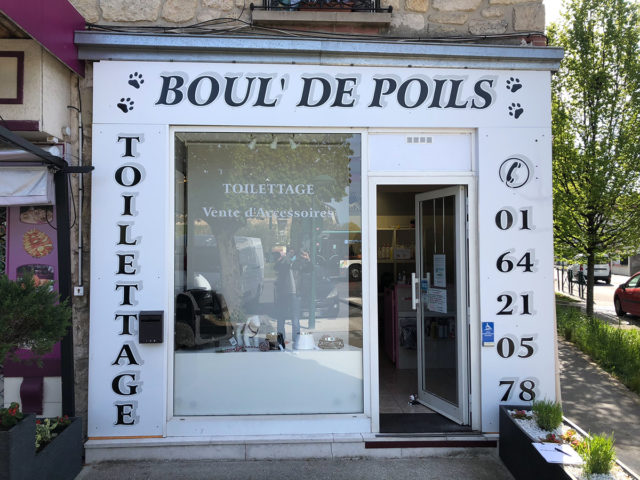 BOUL' DE POILS
TOILETTAGE
TOILETTAGE
Vente d'Accessoires
01
64
21
05
78